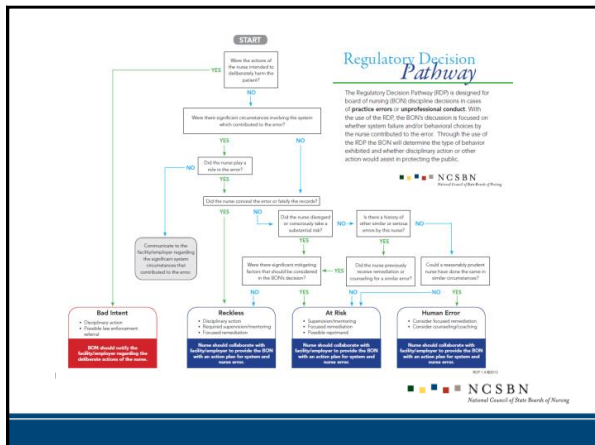 START
Were the actions of
the nurse intended to
deliberately harm the
patient?
YES
NO
Regulatory Decision
Pathway
The Regulatory Decision Pathway (RDP) is designed for
board of nursing (BON) discipline decisions in cases
of practice errors or unprofessional conduct. With
the use of the RDP, the BON's discussion is focused on
whether system failure and/or behavioral choices by
the nurse contributed to the error. Through the use of
the RDP the BON will determine the type of behavior
exhibited and whether disciplinary action or other
action would assist in protecting the public.
NCSBN
National Council of State Boards of Nursing
Were there significant circumstances involving the system
which contributed to the error?
YES
NO
Did the nurse play a
role in the error?
NO
YES
Did the nurse conceal the error or falsify the records?
YES
NO
Did the nurse disregard
or consciously take a
substantial risk?
NO
Is there a history of
other similar or serious
errors by this nurse?
NO
YES
YES
Communicate to the
facility/employer regarding
the significant system
circumstances that
contributed to the error.
Were there significant mitigating
factors that should be considered
in the BON's decision?
YES
Did the nurse previously
receive remediation or
counseling for a similar error?
Could a reasonably prudent
nurse have done the same in
similar circumstances?
NO
YES
NO
NO
YES
Bad Intent
• Disciplinary action
• Possible law enforcement
referral
BON should notify the
facility/employer regarding the
deliberate actions of the nurse.
Reckless
• Disciplinary action
• Required supervision/mentoring
• Focused remediation
Nurse should collaborate with
facility/employer to provide the BON
with an action plan for system and
nurse error.
At Risk
• Supervision/mentoring
• Focused remediation
• Possible reprimand
Nurse should collaborate with
facility/employer to provide the BON
with an action plan for system and
nurse error.
Human Error
• Consider focused remediation
• Consider counseling/coaching
Nurse should collaborate with
facility/employer to provide the BON
with an action plan for system and
nurse error.
NCSBN
National Council of State Boards of Nursing